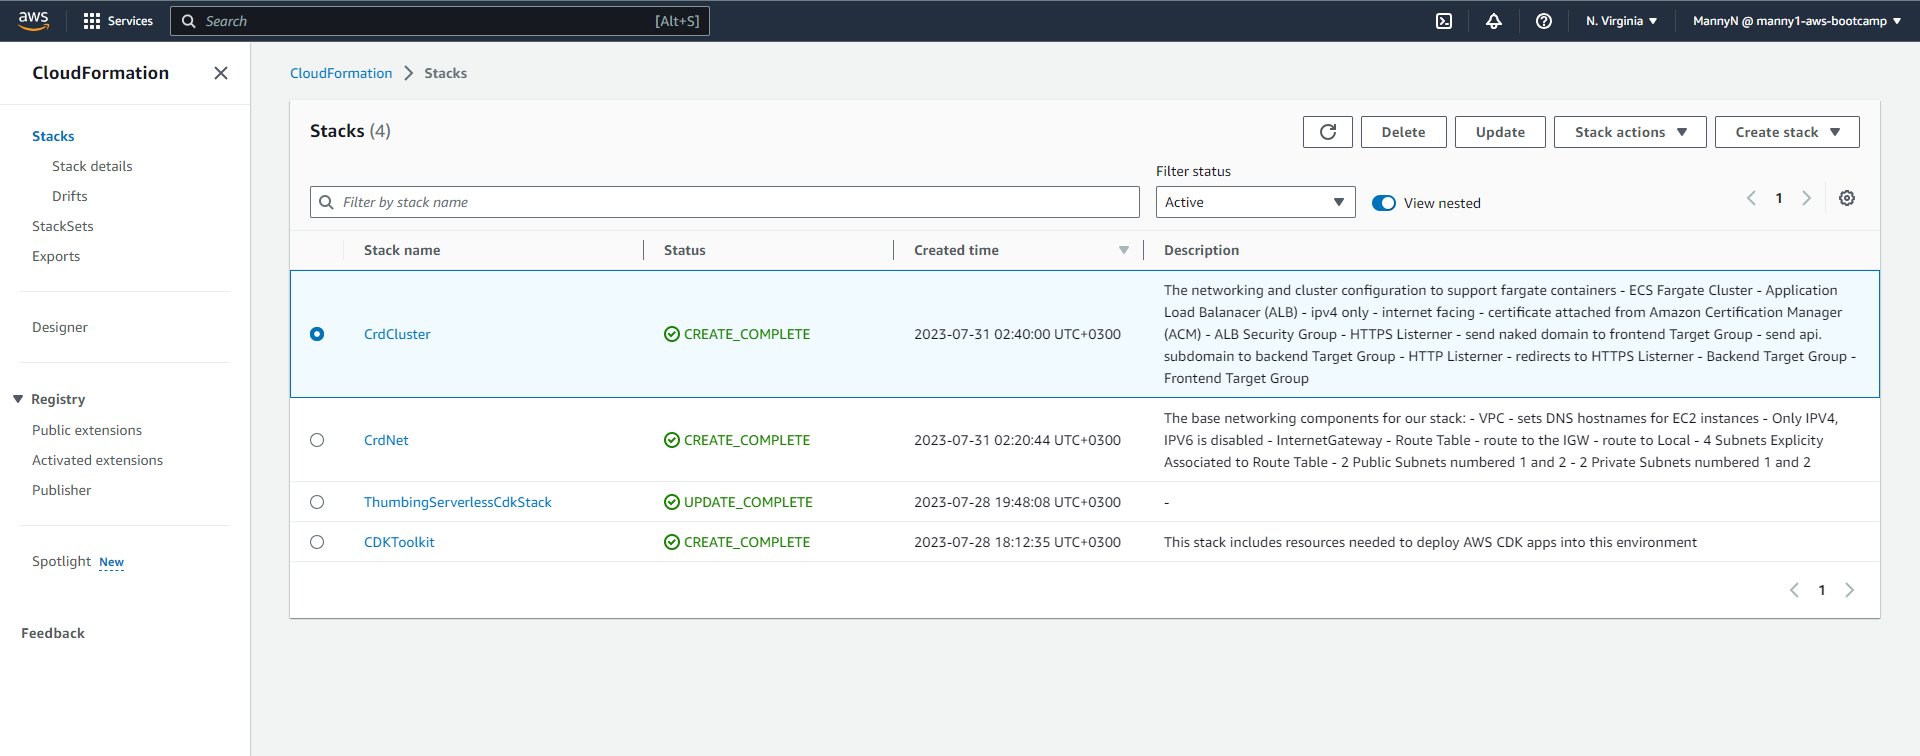 aws
Services
Search
[Alt+S]
N. Virginia
MannyN @ manny1-aws-bootcamp
CloudFormation
Stacks
Stack details
Drifts
StackSets
Exports
Designer
Registry
Public extensions
Activated extensions
Publisher
Spotlight New
Feedback
CloudFormation > Stacks
Stacks (4)
Delete
Update
Stack actions
Create stack
Filter by stack name
Filter status
Active
View nested
1
Stack name
Status
Created time
Description
CrdCluster
CREATE_COMPLETE
2023-07-31 02:40:00 UTC+0300
The networking and cluster configuration to support fargate containers - ECS Fargate Cluster - Application
Load Balanacer (ALB) - ipv4 only - internet facing - certificate attached from Amazon Certification Manager
(ACM) - ALB Security Group - HTTPS Listerner - send naked domain to frontend Target Group - send api.
subdomain to backend Target Group - HTTP Listerner - redirects to HTTPS Listerner - Backend Target Group -
Frontend Target Group
CrdNet
CREATE_COMPLETE
2023-07-31 02:20:44 UTC+0300
The base networking components for our stack: - VPC - sets DNS hostnames for EC2 instances - Only IPV4,
IPV6 is disabled - InternetGateway - Route Table - route to the IGW - route to Local - 4 Subnets Explicity
Associated to Route Table - 2 Public Subnets numbered 1 and 2 - 2 Private Subnets numbered 1 and 2
ThumbingServerlessCdkStack
UPDATE_COMPLETE
2023-07-28 19:48:08 UTC+0300
-
CDKToolkit
CREATE_COMPLETE
2023-07-28 18:12:35 UTC+0300
This stack includes resources needed to deploy AWS CDK apps into this environment
1